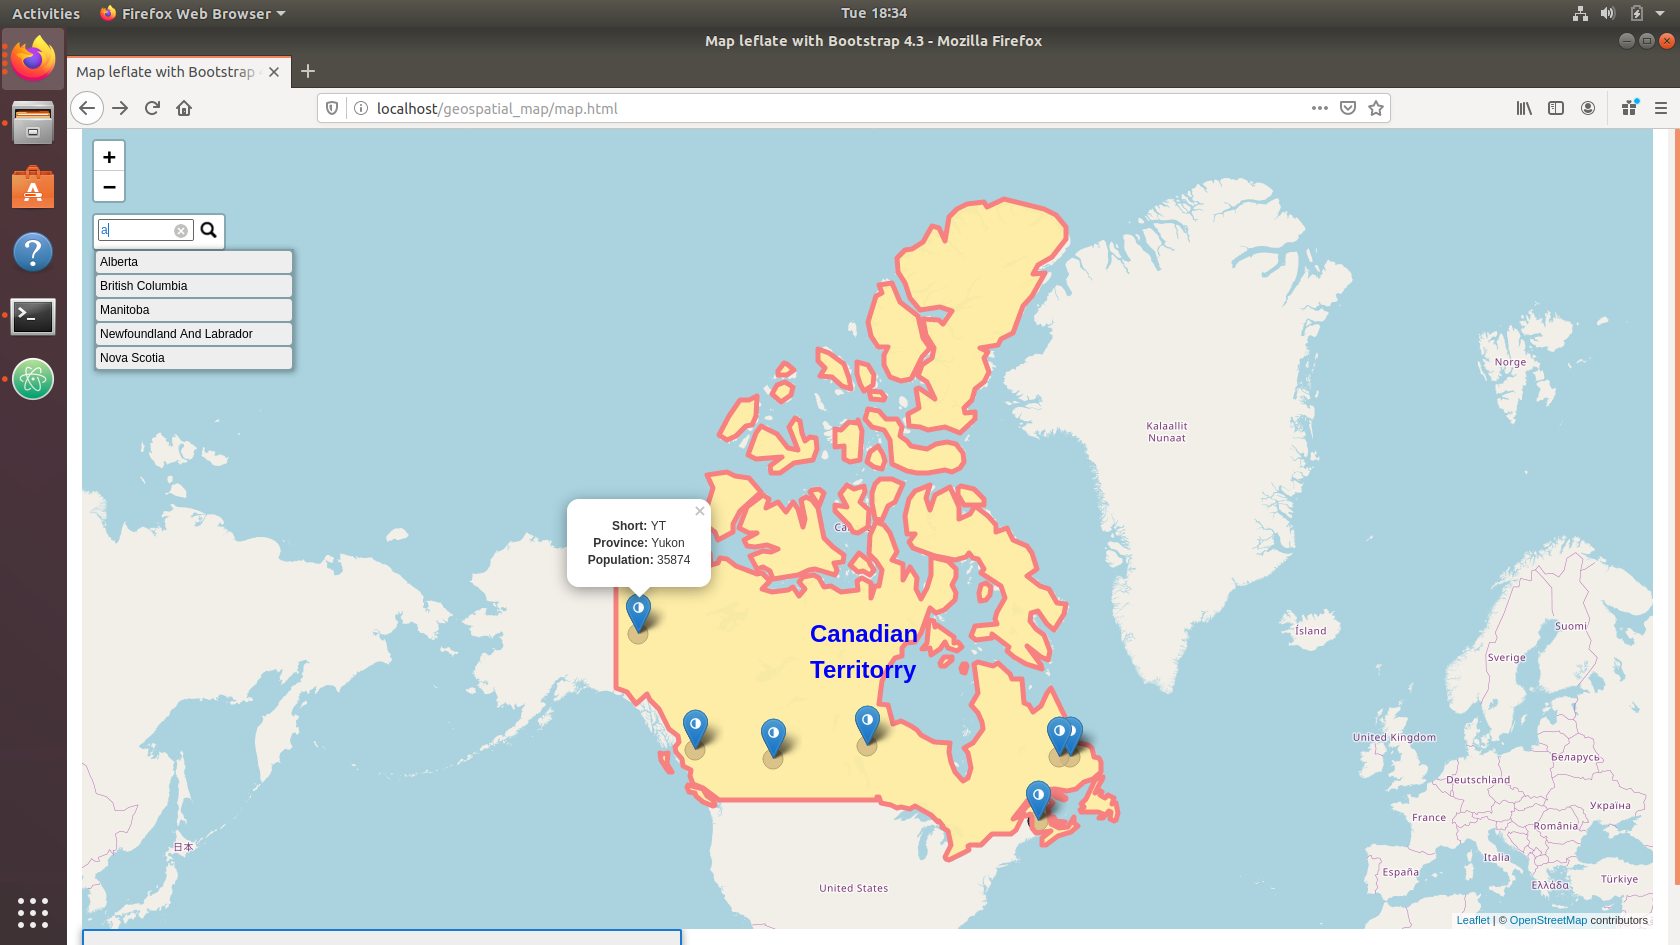 Activities
Firefox Web Browser
Tue 18:34
Map leflate with Bootstrap 4.3 - Mozilla Firefox
Map leflate with Bootstrap
localhost/geospatial_map/map.html
+
−
a
Alberta
British Columbia
Manitoba
Newfoundland And Labrador
Nova Scotia
Norge
Kalaallit
Nunaat
Short: YT
Province: Yukon
Population: 35874
Canadian
Territorry
Ísland
Suomi
Sverige
United Kingdom
Беларусь
Deutschland
Україна
France
România
日本
Italia
España
Ελλάδα
Türkiye
United States
Leaflet | © OpenStreetMap contributors